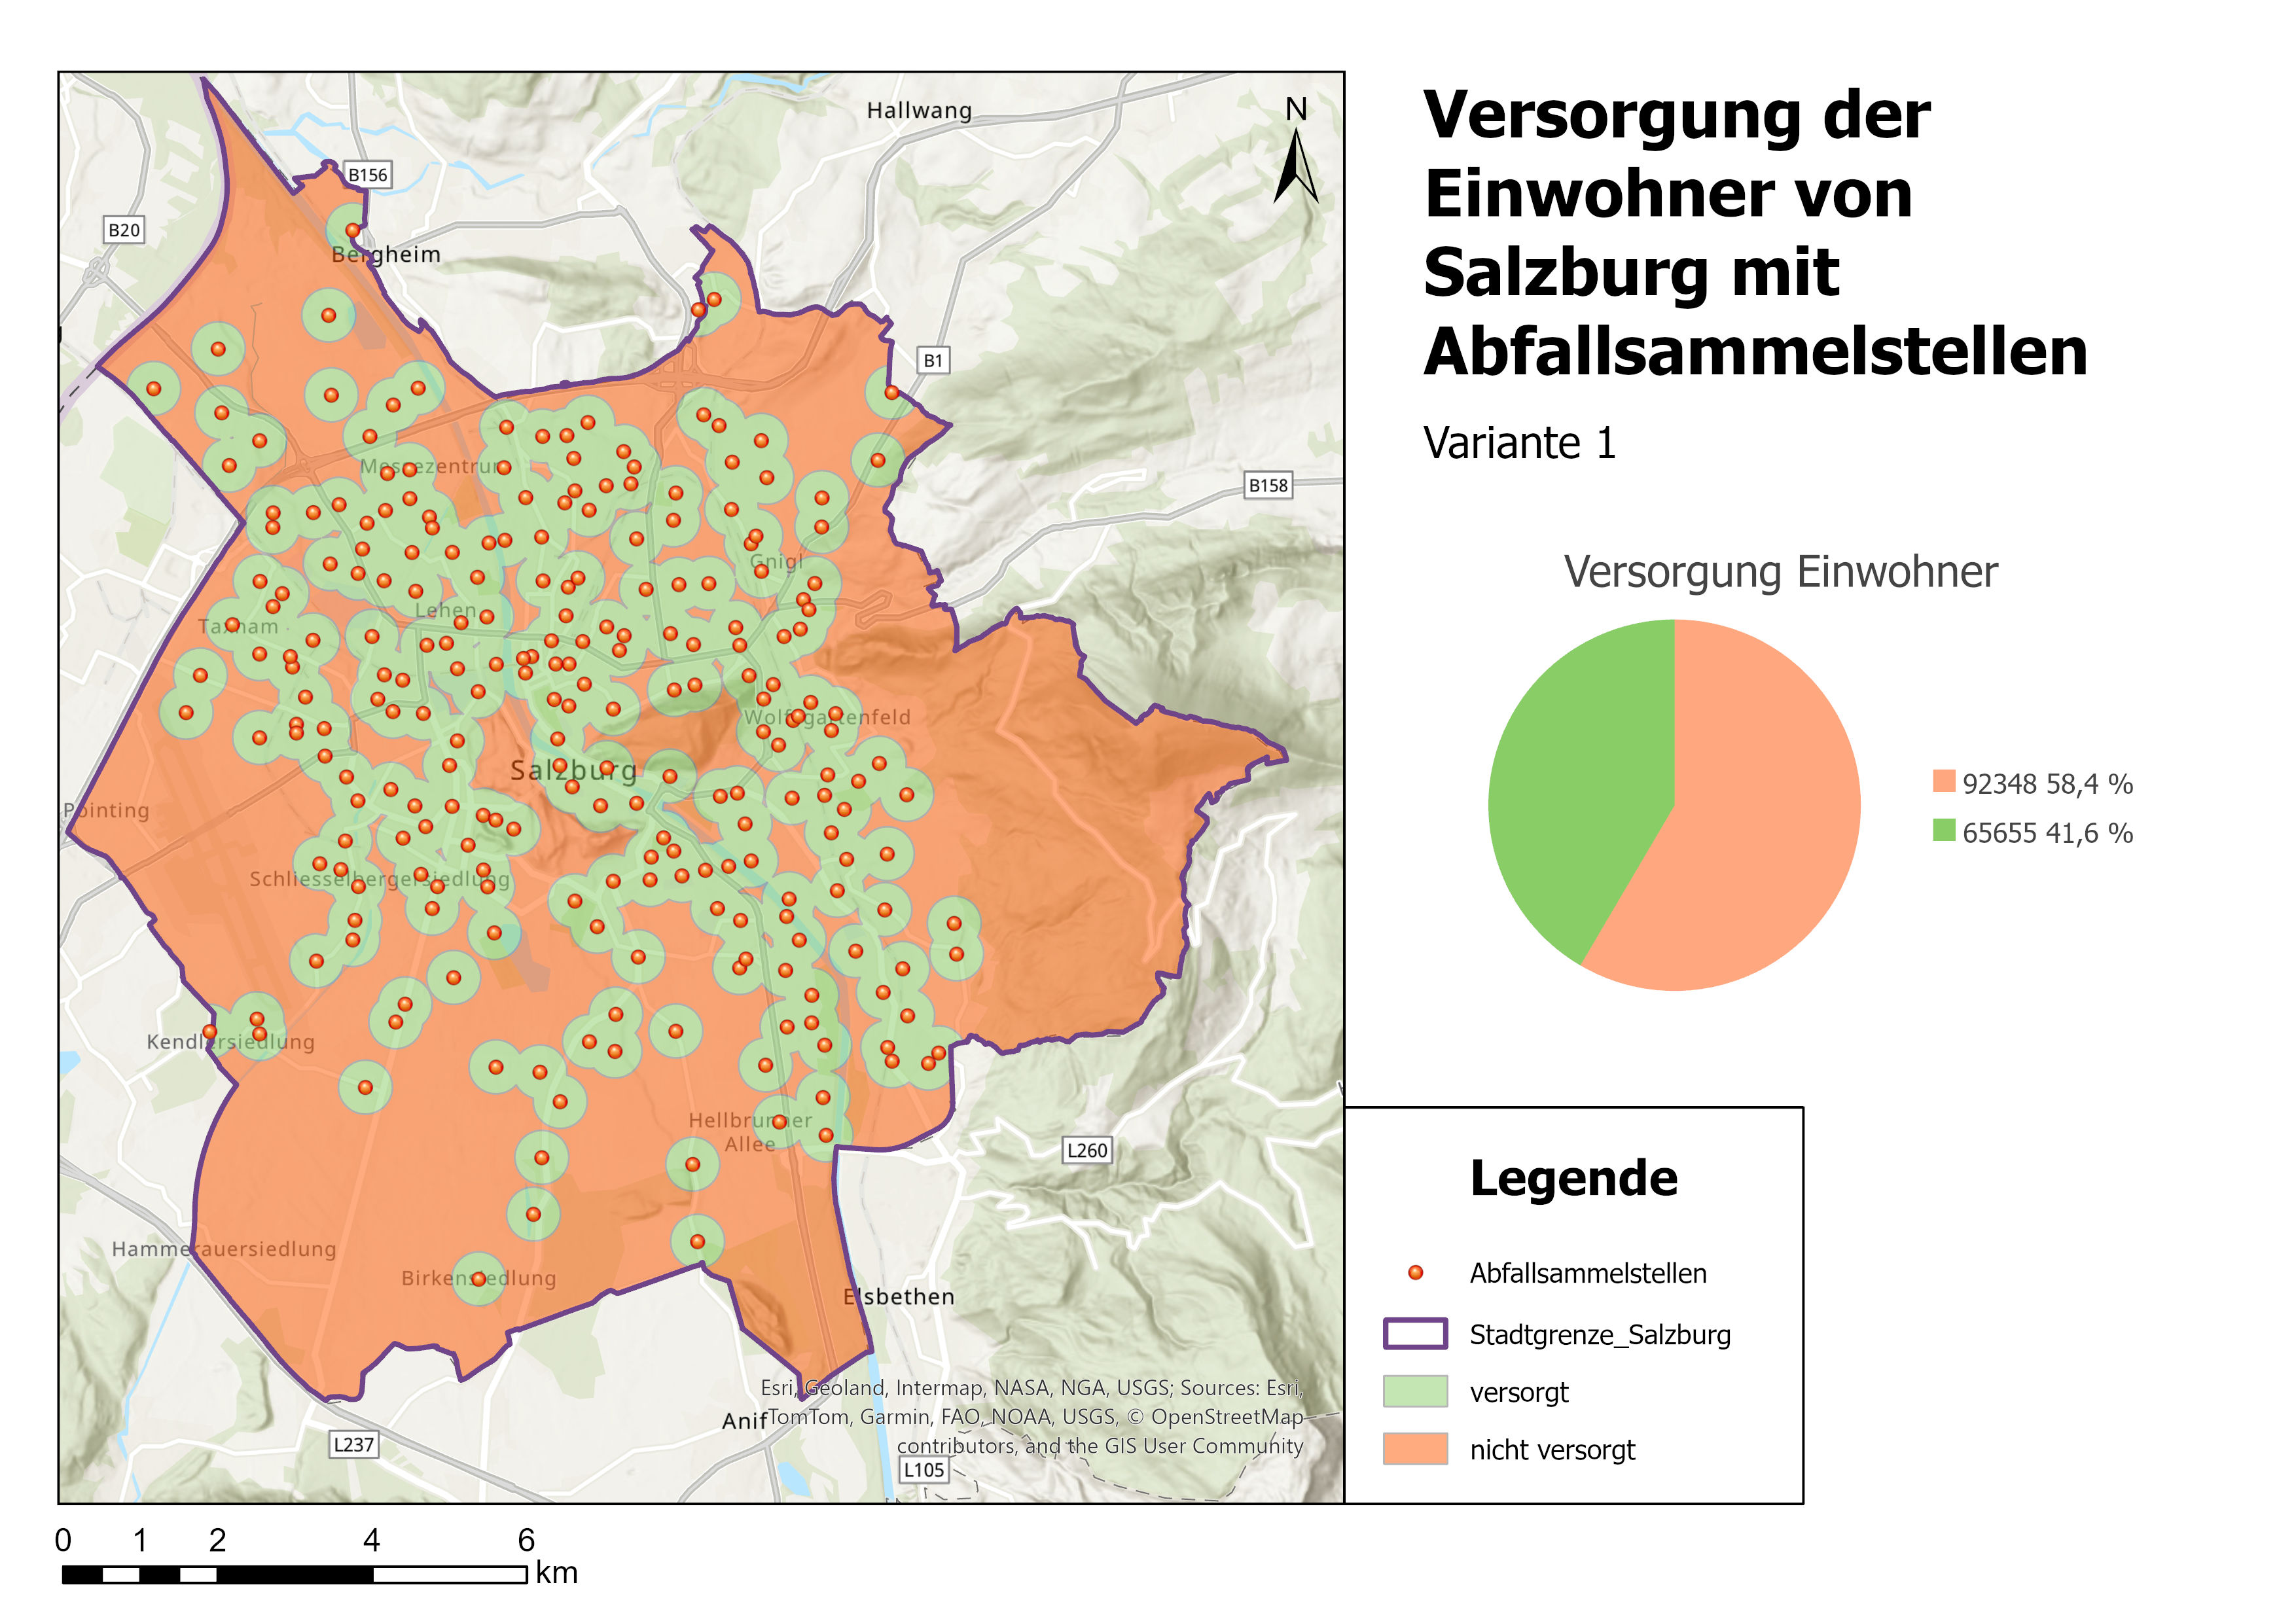 Versorgung der
Einwohner von
Salzburg mit
Abfallsammelstellen
Variante 1
Versorgung Einwohner
92348 58,4 %
65655 41,6 %
Legende
Abfallsammelstellen
Stadtgrenze_Salzburg
versorgt
nicht versorgt
N
Hallwang
B1
B158
B156
Bergheim
B20
Gnigl
Messezentrum
Lehen
Taxham
Wolfsgartenfeld
Salzburg
Schliesselbergersiedlung
Pointing
Kendlersiedlung
Hellbrunner
Allee
L260
Birkensiedlung
Hammerauersiedlung
Elsbethen
Anif
L105
L237
Esri, Geoland, Intermap, NASA, NGA, USGS; Sources: Esri,
TomTom, Garmin, FAO, NOAA, USGS, © OpenStreetMap
contributors, and the GIS User Community
0 1 2 4 6
km